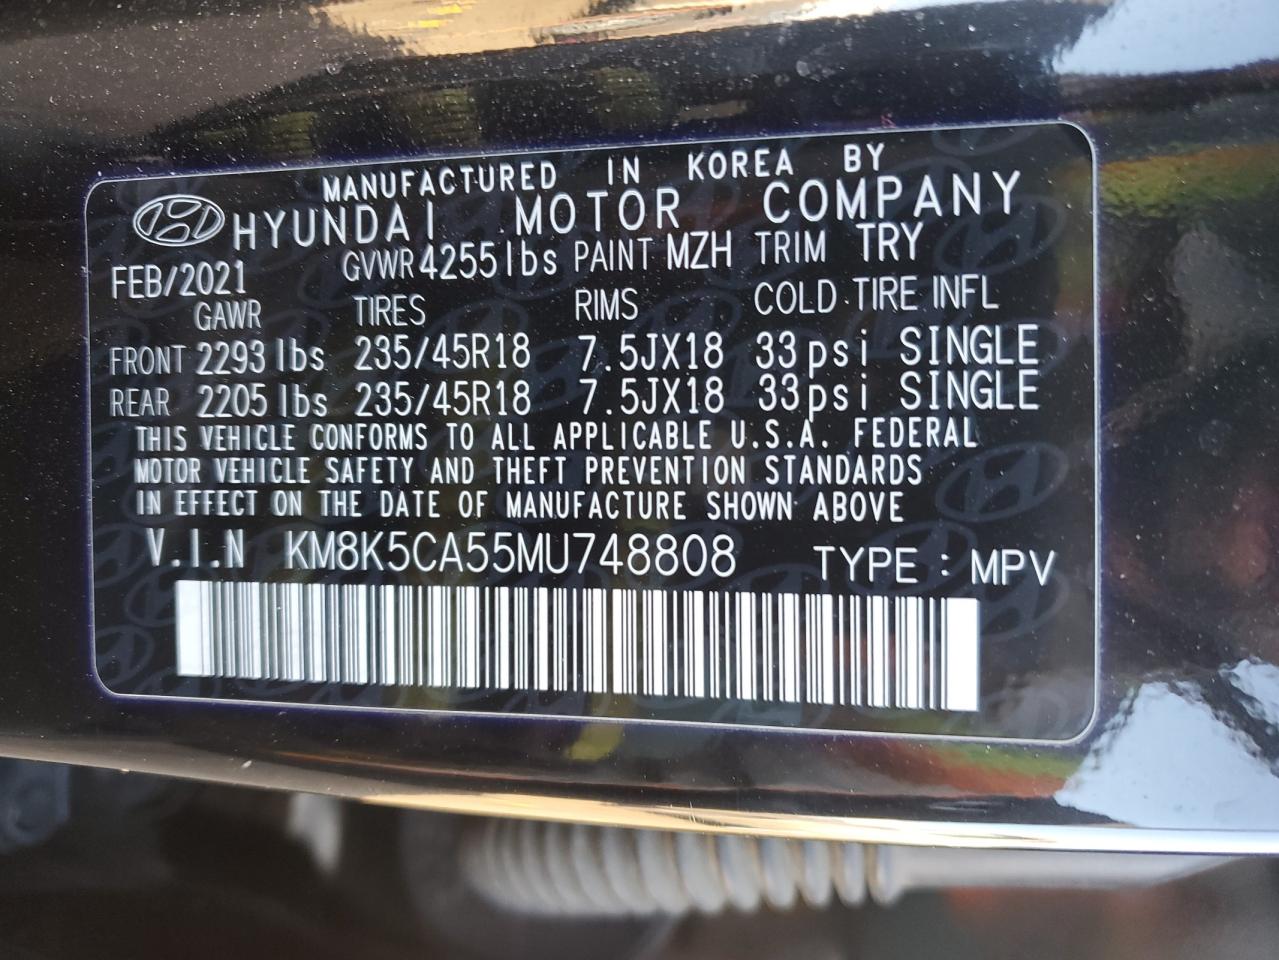 MANUFACTURED IN KOREA BY
HYUNDAI MOTOR COMPANY
FEB/2021 GVWR 4255lbs PAINT MZH TRIM TRY
GAWR TIRES RIMS COLD TIRE INFL
FRONT 2293 lbs 235/45R18 7.5JX18 33psi SINGLE
REAR 2205 lbs 235/45R18 7.5JX18 33psi SINGLE
THIS VEHICLE CONFORMS TO ALL APPLICABLE U.S.A. FEDERAL
MOTOR VEHICLE SAFETY AND THEFT PREVENTION STANDARDS
IN EFFECT ON THE DATE OF MANUFACTURE SHOWN ABOVE
V.I.N KM8K5CA55MU748808 TYPE : MPV